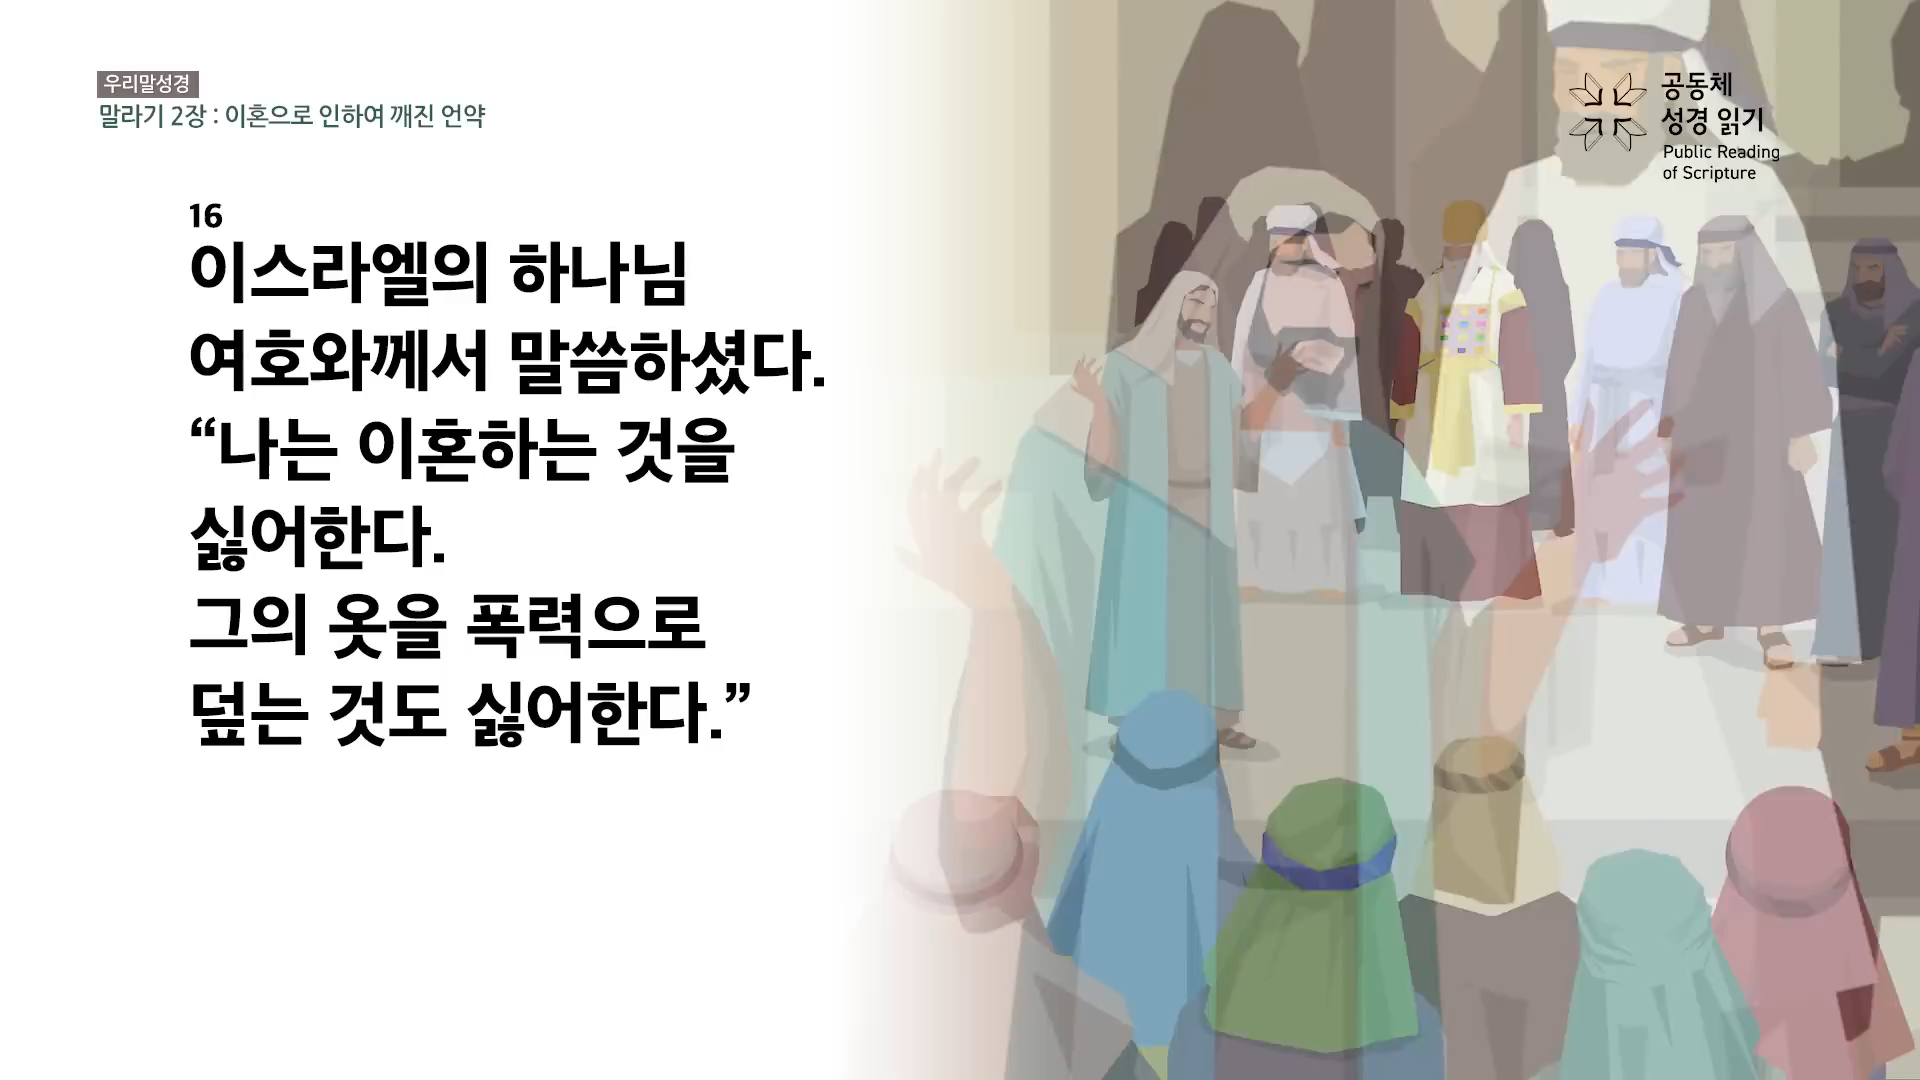 우리말성경
말라기 2장 : 이혼으로 인하여 깨진 언약
공동체
성경 읽기
Public Reading
of Scripture
16
이스라엘의 하나님
여호와께서 말씀하셨다.
“나는 이혼하는 것을
싫어한다.
그의 옷을 폭력으로
덮는 것도 싫어한다.”